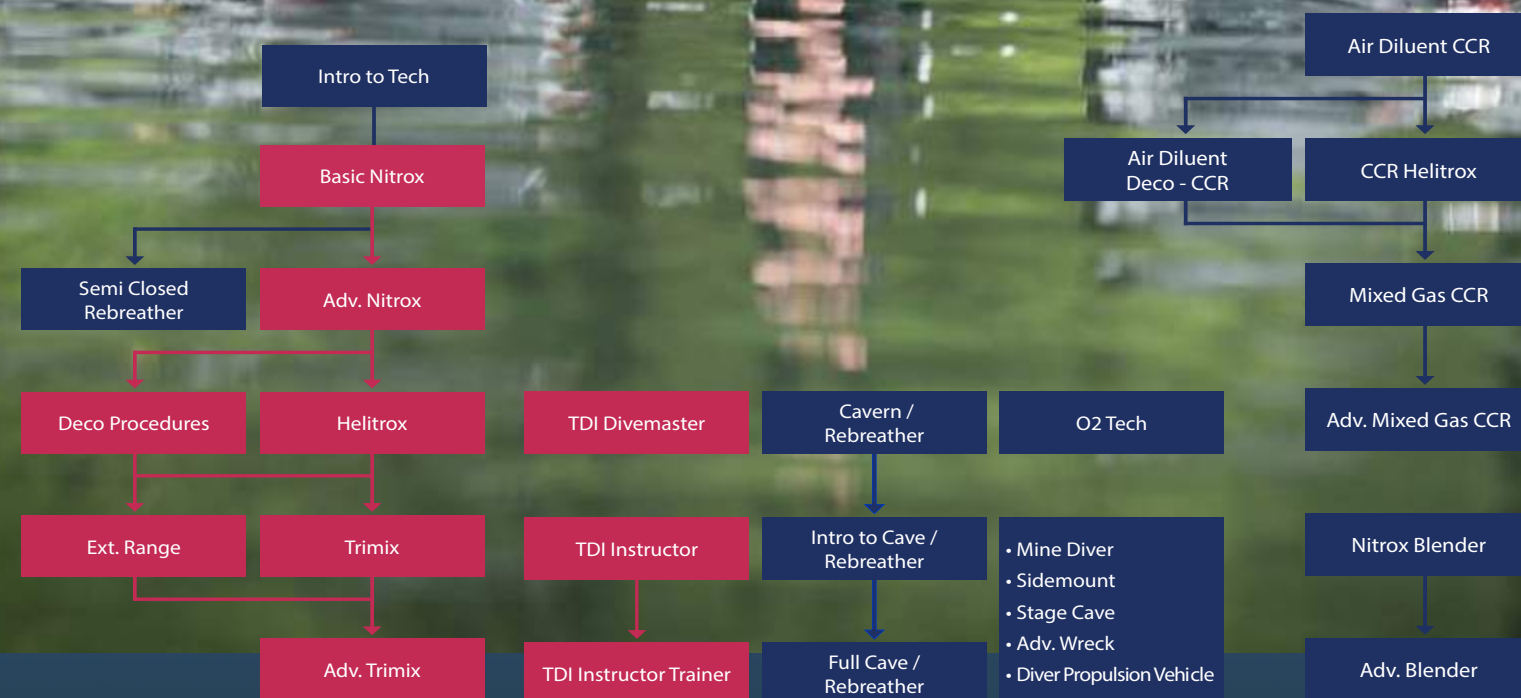 Intro to Tech
Basic Nitrox
Semi Closed
Rebreather
Adv. Nitrox
Deco Procedures
Helitrox
Ext. Range
Trimix
Adv. Trimix
TDI Divemaster
TDI Instructor
TDI Instructor Trainer
Cavern /
Rebreather
Intro to Cave /
Rebreather
Full Cave /
Rebreather
O2 Tech
• Mine Diver
• Sidemount
• Stage Cave
• Adv. Wreck
• Diver Propulsion Vehicle
Air Diluent CCR
Air Diluent
Deco - CCR
CCR Helitrox
Mixed Gas CCR
Adv. Mixed Gas CCR
Nitrox Blender
Adv. Blender